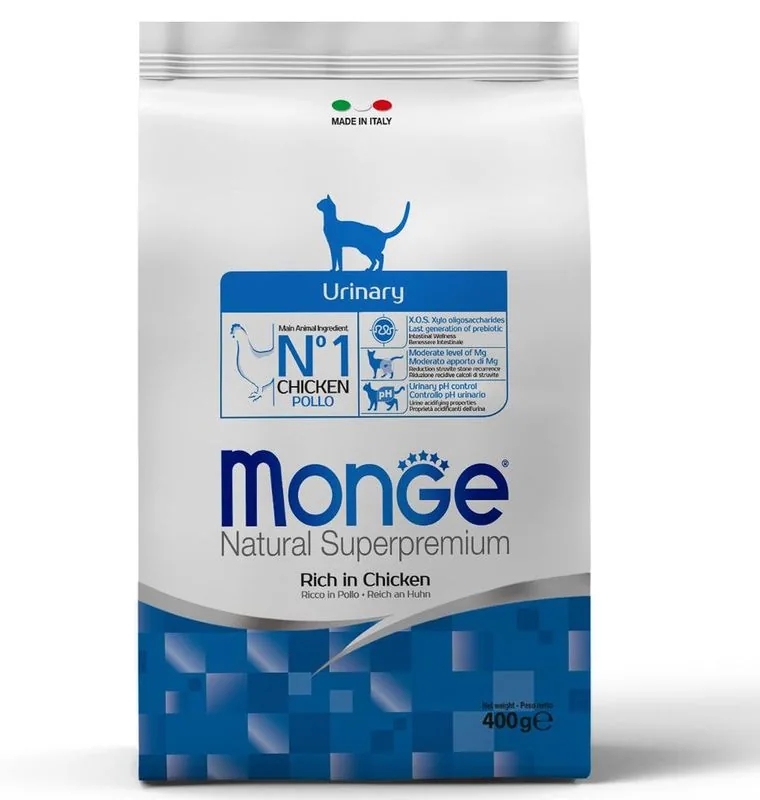 MADE IN ITALY
Urinary
Main Animal Ingredient
N°1
CHICKEN
POLLO
X.O.S. Xylo oligosaccharides
Last generation of prebiotic
Intestinal Wellness
Benessere Intestinale
Moderate level of Mg
Moderato apporto di Mg
Reduction struvite stone recurrence
Riduzione recidive calcoli di struvite
pH
Urinary pH control
Controllo pH urinario
Urine acidifying properties
Proprietà acidificanti dell'urina
Monge®
Natural Superpremium
Rich in Chicken
Ricco in Pollo • Reich an Huhn
Net weight - Peso netto
400g℮